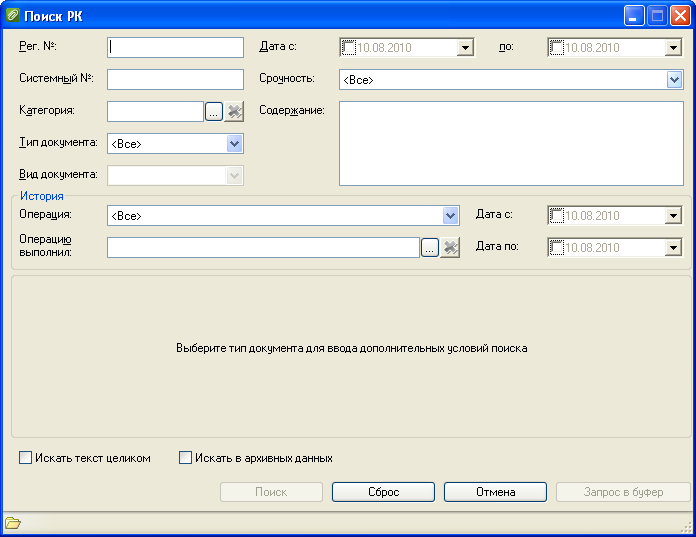 Поиск РК
Рег. №:
Дата с:
10.08.2010
по:
10.08.2010
Системный №:
Срочность:
<Все>
Категория:
...
Содержание:
Тип документа:
<Все>
Вид документа:
История
Операция:
<Все>
Дата с:
10.08.2010
Операцию
выполнил:
...
Дата по:
10.08.2010
Выберите тип документа для ввода дополнительных условий поиска
Искать текст целиком
Искать в архивных данных
Поиск
Сброс
Отмена
Запрос в буфер